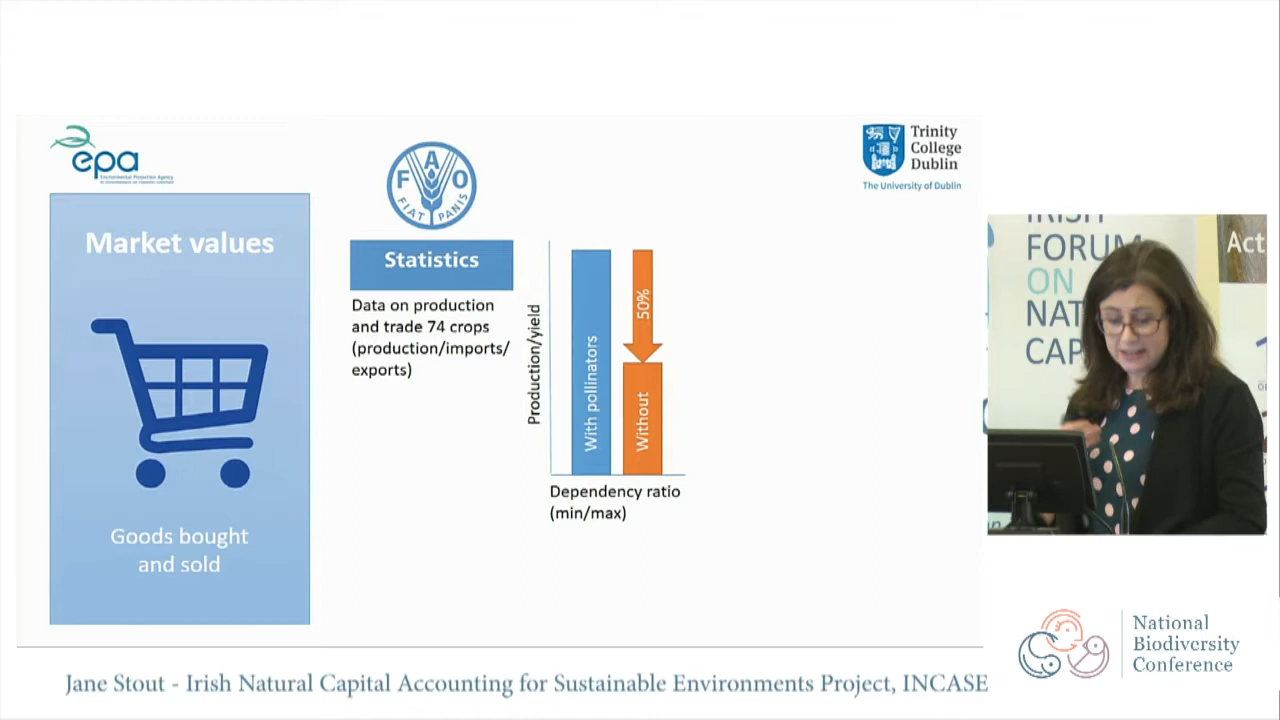 epa
Environmental Protection Agency
Market values
Goods bought
and sold
F A O
FIAT PANIS
Statistics
Data on production
and trade 74 crops
(production/imports/
exports)
Production/yield
With pollinators
50%
Without
Dependency ratio
(min/max)
Trinity
College
Dublin
The University of Dublin
IRISH
FORUM
ON
NAT
CAP
Act
National
Biodiversity
Conference
Jane Stout - Irish Natural Capital Accounting for Sustainable Environments Project, INCASE